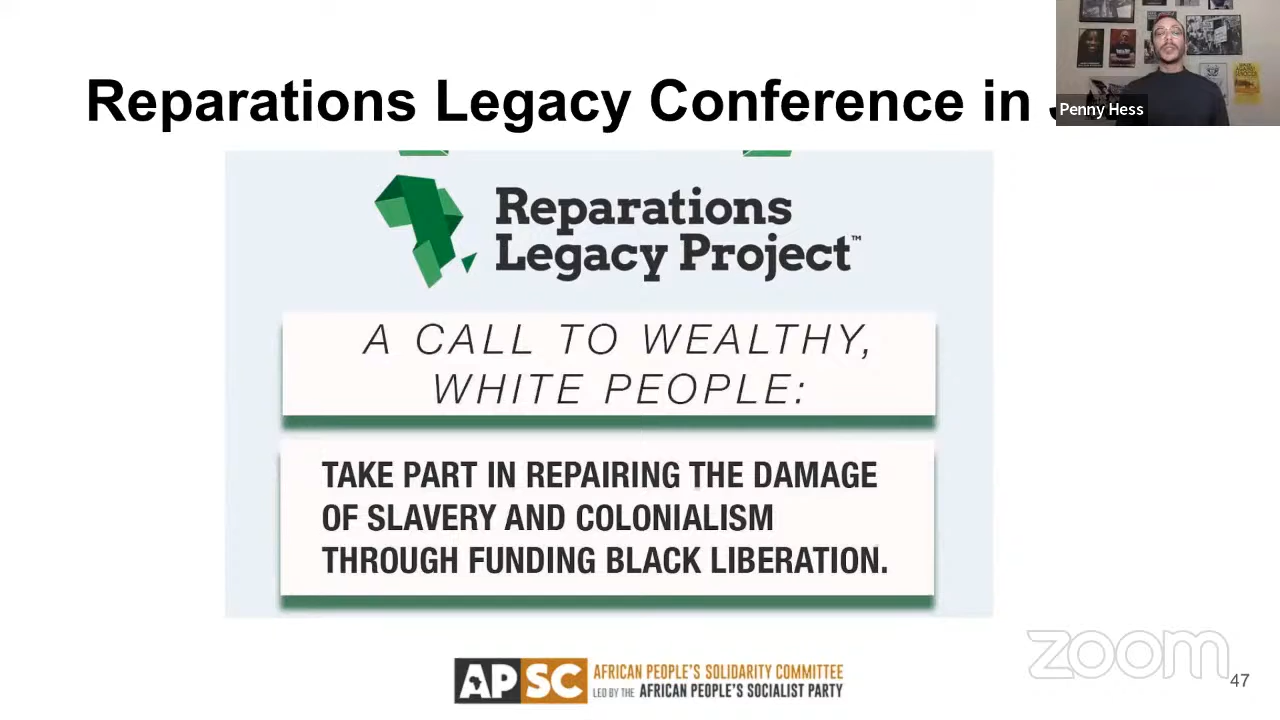 Reparations Legacy Conference in
Penny Hess
Reparations
Legacy Project™
A CALL TO WEALTHY,
WHITE PEOPLE:
TAKE PART IN REPAIRING THE DAMAGE
OF SLAVERY AND COLONIALISM
THROUGH FUNDING BLACK LIBERATION.
zoom
APSC
AFRICAN PEOPLE'S SOLIDARITY COMMITTEE
LED BY THE AFRICAN PEOPLE'S SOCIALIST PARTY
47